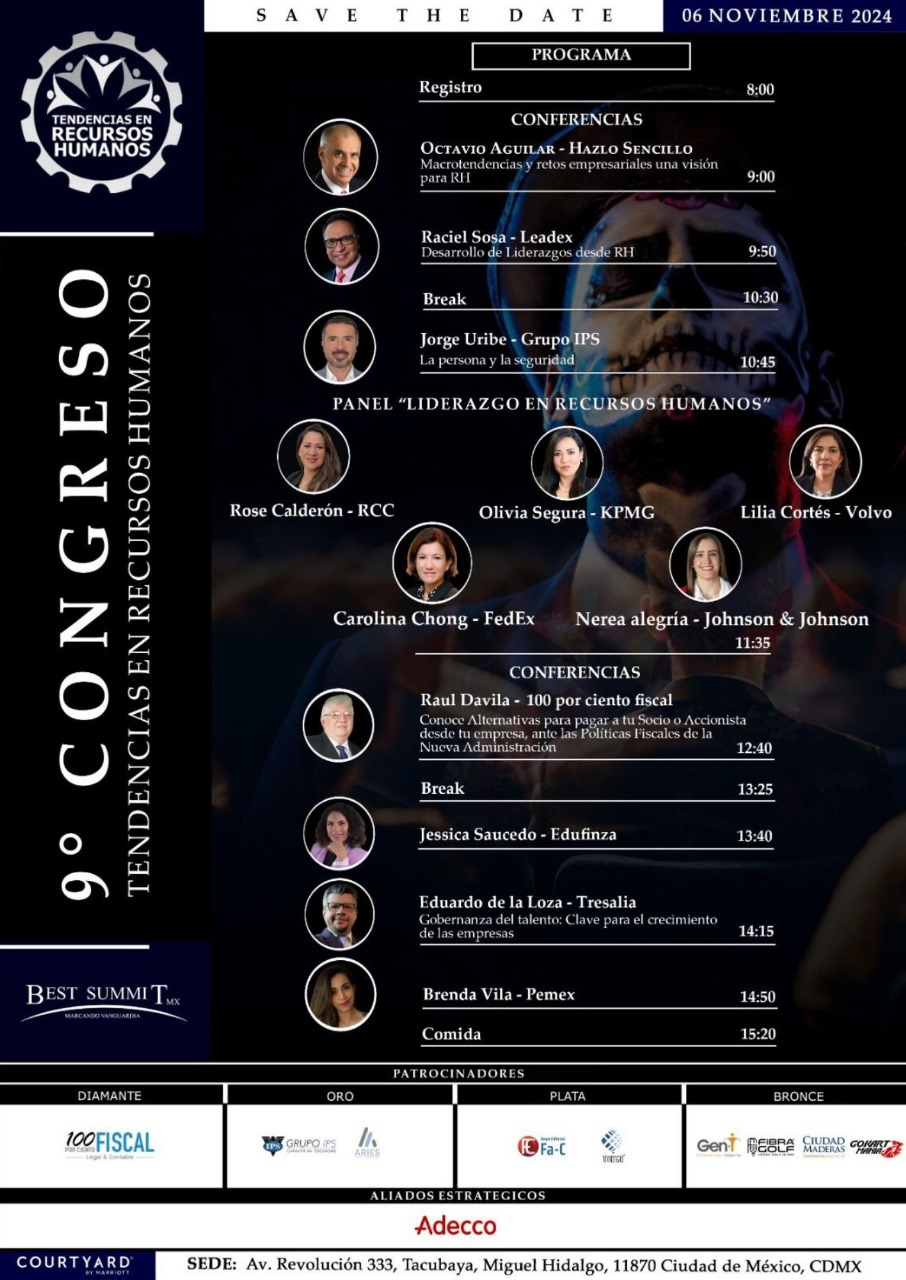 SAVE THE DATE
06 NOVIEMBRE 2024
TENDENCIAS EN
RECURSOS
HUMANOS
9° CONGRESO
TENDENCIAS EN RECURSOS HUMANOS
BEST SUMMIT MX
MARCANDO VANGUARDIA
PROGRAMA
Registro 8:00
CONFERENCIAS
OCTAVIO AGUILAR - HAZLO SENCILLO
Macrotendencias y retos empresariales una visión
para RH 9:00
Raciel Sosa - Leadex
Desarrollo de Liderazgos desde RH 9:50
Break 10:30
Jorge Uribe - Grupo IPS
La persona y la seguridad 10:45
PANEL “LIDERAZGO EN RECURSOS HUMANOS”
Rose Calderón - RCC
Olivia Segura - KPMG
Lilia Cortés - Volvo
Carolina Chong - FedEx
Nerea alegría - Johnson & Johnson
11:35
CONFERENCIAS
Raul Davila - 100 por ciento fiscal
Conoce Alternativas para pagar a tu Socio o Accionista
desde tu empresa, ante las Políticas Fiscales de la
Nueva Administración 12:40
Break 13:25
Jessica Saucedo - Edufinza 13:40
Eduardo de la Loza - Tresalia
Gobernanza del talento: Clave para el crecimiento
de las empresas 14:15
Brenda Vila - Pemex 14:50
Comida 15:20
PATROCINADORES
DIAMANTE
ORO
PLATA
BRONCE
100 FISCAL
POR CIENTO
Legal & Contable
IPS
GRUPO IPS
ARIES
Fa-C
Gen-T
FIBRA
GOLF
CIUDAD
MADERAS
GOKART
MANIA
ALIADOS ESTRATEGICOS
Adecco
COURTYARD
BY MARRIOTT
SEDE: Av. Revolución 333, Tacubaya, Miguel Hidalgo, 11870 Ciudad de México, CDMX